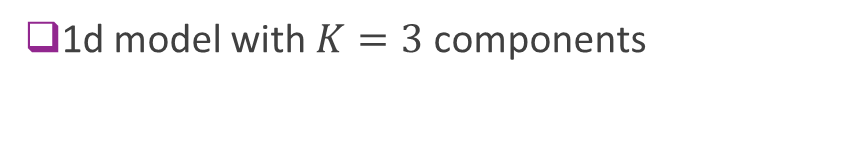 ❑1d model with K = 3 components